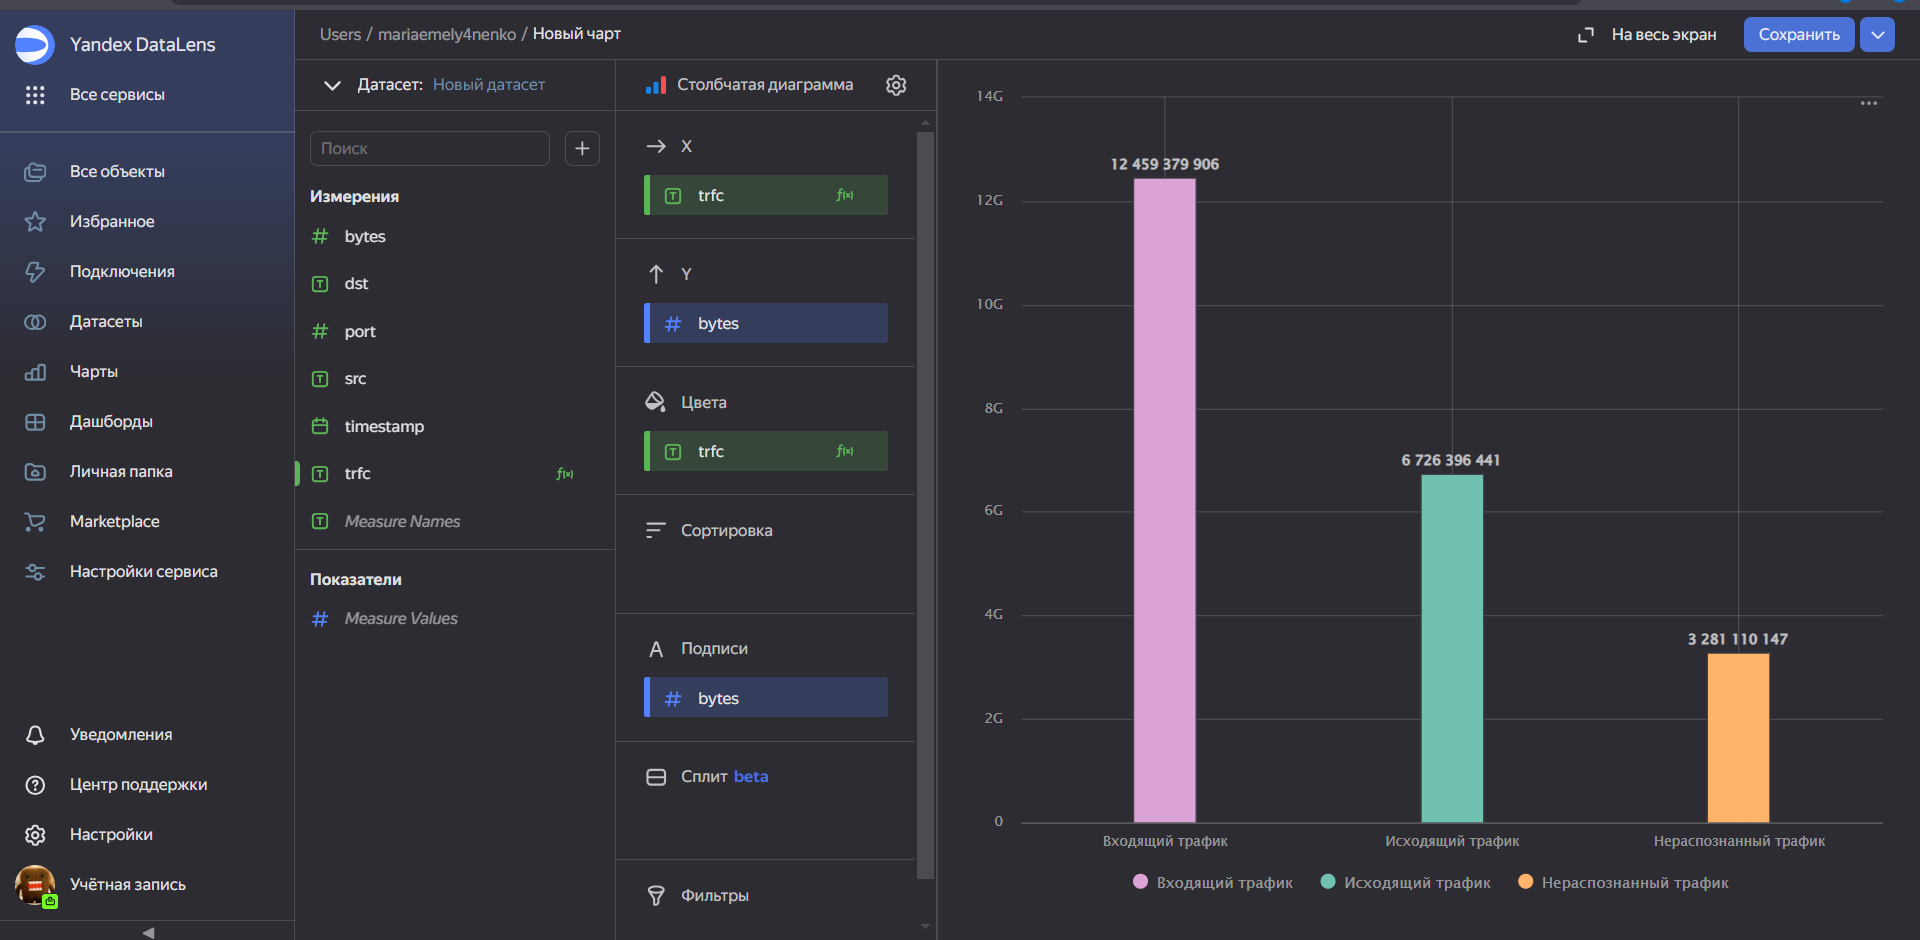 Yandex DataLens
Все сервисы
Все объекты
Избранное
Подключения
Датасеты
Чарты
Дашборды
Личная папка
Marketplace
Настройки сервиса
Уведомления
Центр поддержки
Настройки
Учётная запись
Users / mariaemely4nenko / Новый чарт
На весь экран
Сохранить
Датасет: Новый датасет
Поиск
Измерения
bytes
dst
port
src
timestamp
trfc
Measure Names
Показатели
Measure Values
Столбчатая диаграмма
X
trfc
Y
bytes
Цвета
trfc
Сортировка
Подписи
bytes
Сплит beta
Фильтры
14G
12G
10G
8G
6G
4G
2G
0
12 459 379 906
6 726 396 441
3 281 110 147
Входящий трафик
Исходящий трафик
Нераспознанный трафик
Входящий трафик
Исходящий трафик
Нераспознанный трафик